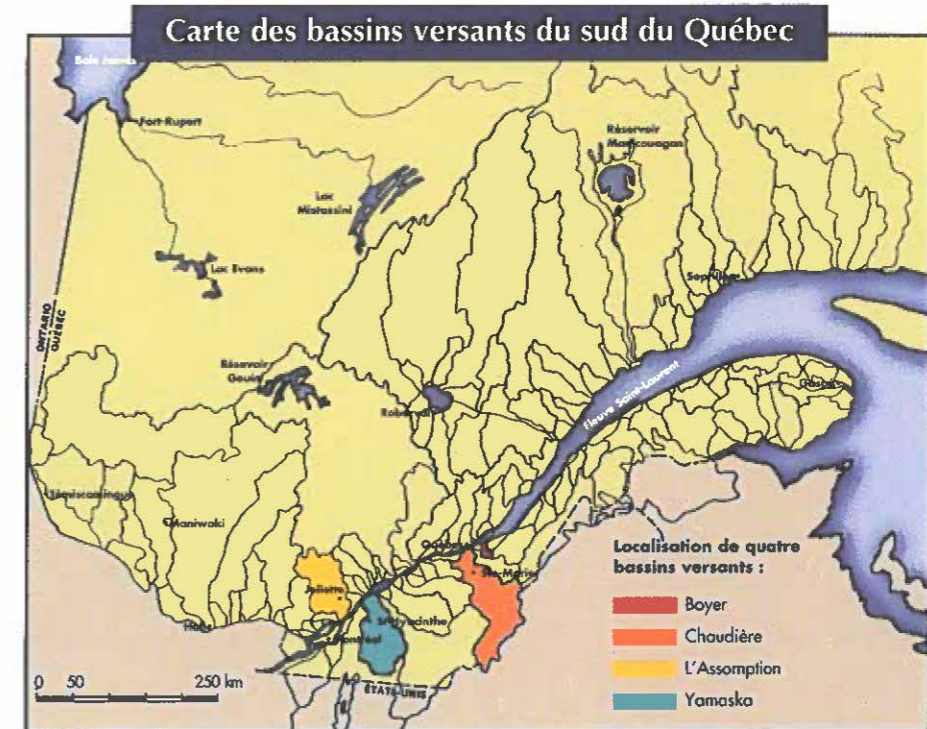 Carte des bassins versants du sud du Québec
Baie James
Fort-Rupert
Réservoir
Manicouagan
Lac
Mistassini
Lac Evans
Sept-Îles
ONTARIO
QUÉBEC
Réservoir
Gouin
Roberval
Fleuve Saint-Laurent
Gaspé
Témiscamingue
Maniwaki
Québec
Ste-Marie
Joliette
St-Hyacinthe
Hull
Montréal
ÉTATS-UNIS
0 50 250 km
Localisation de quatre
bassins versants :
Boyer
Chaudière
L'Assomption
Yamaska